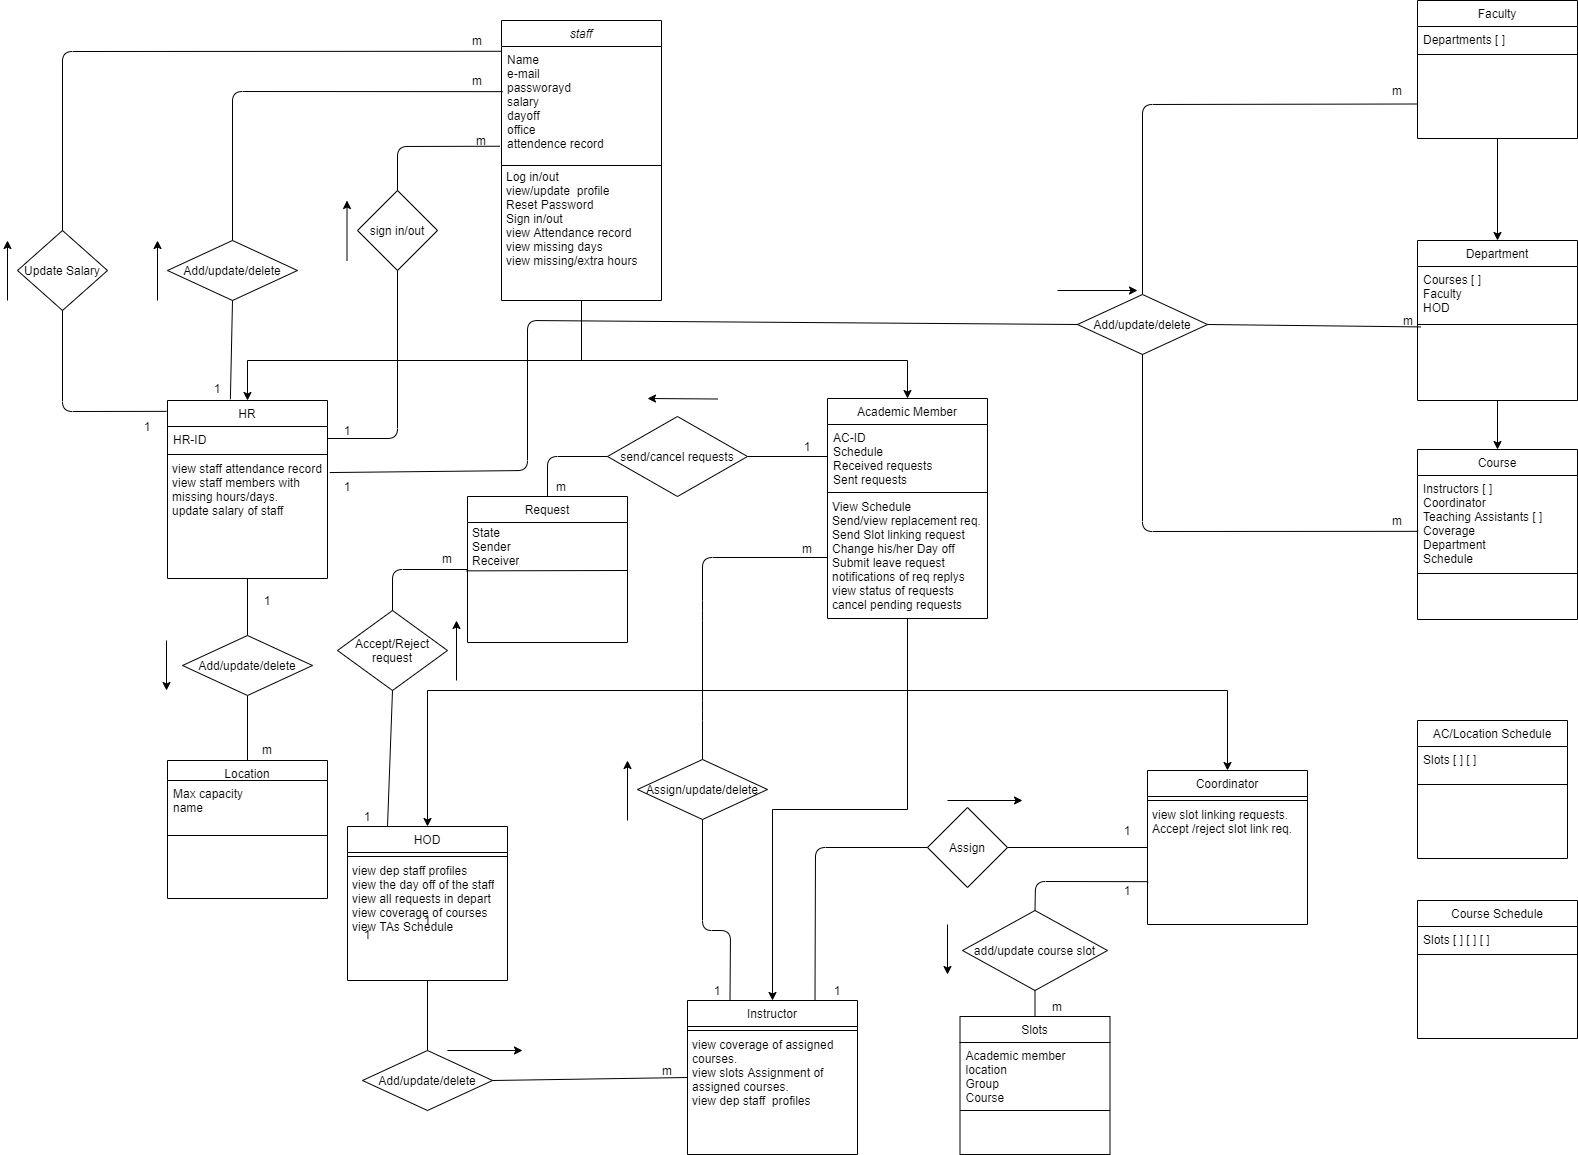 staff
m
Name
e-mail
passworayd
salary
dayoff
office
attendence record
m
m
Log in/out
view/update  profile
Reset Password
Sign in/out
view Attendance record
view missing days
view missing/extra hours
Update Salary
Add/update/delete
sign in/out
Faculty
Departments [ ]
m
Department
Courses [ ]
Faculty
HOD
m
Add/update/delete
1
1
HR
HR-ID
1
view staff attendance record
view staff members with
missing hours/days.
update salary of staff
1
send/cancel requests
1
m
Academic Member
AC-ID
Schedule
Received requests
Sent requests
View Schedule
Send/view replacement req.
Send Slot linking request
Change his/her Day off
Submit leave request
notifications of req replys
view status of requests
cancel pending requests
m
Course
Instructors [ ]
Coordinator
Teaching Assistants [ ]
Coverage
Department
Schedule
m
Request
State
Sender
Receiver
m
1
Add/update/delete
Accept/Reject
request
m
Location
Max capacity
name
1
HOD
view dep staff profiles
view the day off of the staff
view all requests in depart
view coverage of courses
view TAs Schedule
1
1
Assign/update/delete
Assign
1
Coordinator
view slot linking requests.
Accept /reject slot link req.
1
AC/Location Schedule
Slots [ ] [ ]
Course Schedule
Slots [ ] [ ] [ ]
add/update course slot
m
1
1
Instructor
view coverage of assigned
courses.
view slots Assignment of
assigned courses.
view dep staff  profiles
Add/update/delete
m
Slots
Academic member
location
Group
Course